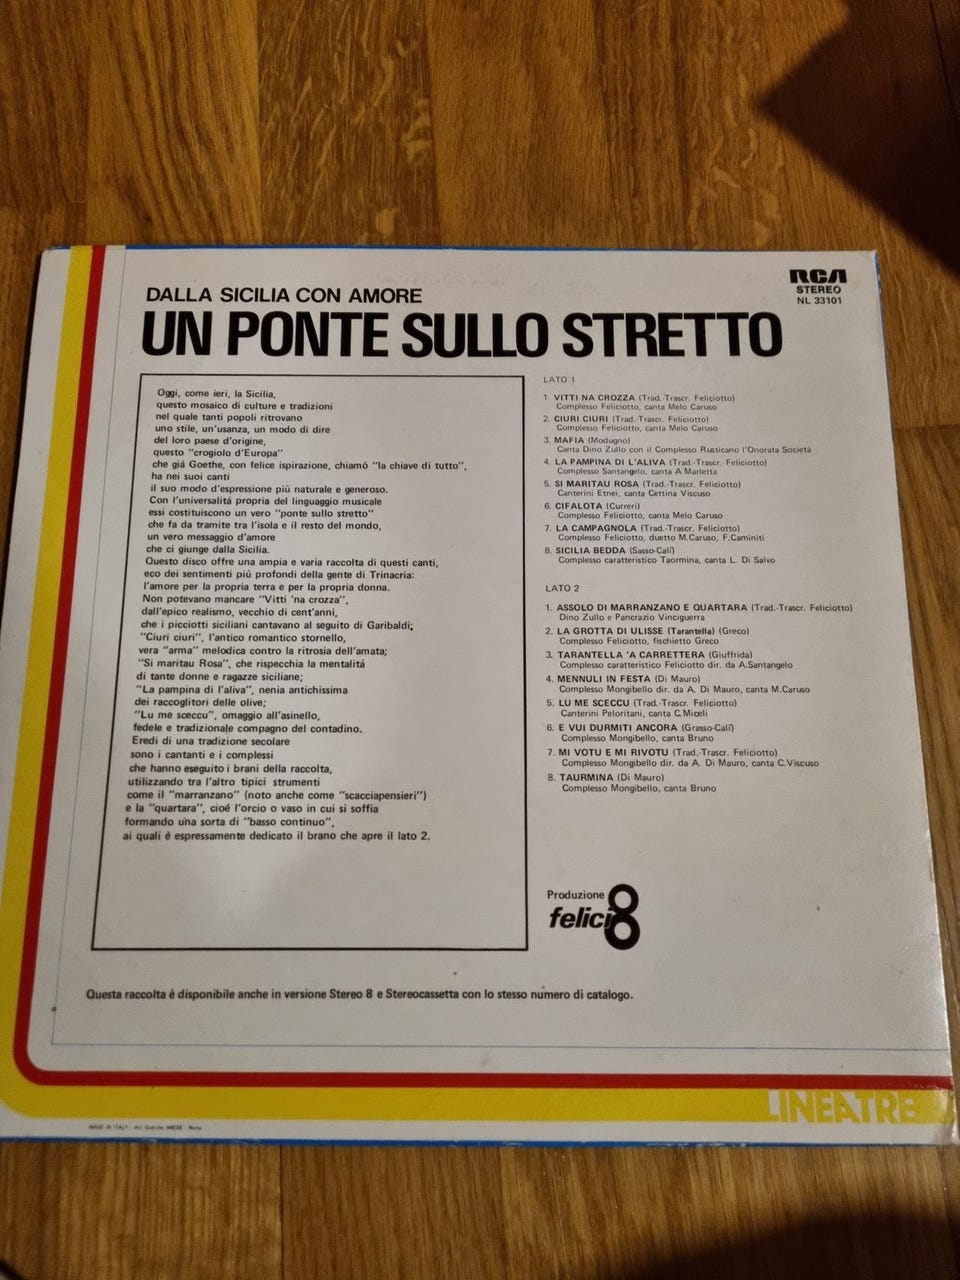 DALLA SICILIA CON AMORE
UN PONTE SULLO STRETTO
RCA
STEREO
NL 33101
Oggi, come ieri, la Sicilia,
questo mosaico di culture e tradizioni
nel quale tanti popoli ritrovano
uno stile, un'usanza, un modo di dire
del loro paese d'origine,
questo "crogiolo d'Europa"
che giá Goethe, con felice ispirazione, chiamó "la chiave di tutto",
ha nei suoi canti
il suo modo d'espressione piú naturale e generoso.
Con l'universalitá propria del linguaggio musicale
essi costituiscono un vero "ponte sullo stretto"
che fa da tramite tra l'isola e il resto del mondo,
un vero messaggio d'amore
che ci giunge dalla Sicilia.
Questo disco offre una ampia e varia raccolta di questi canti,
eco dei sentimenti piú profondi della gente di Trinacria:
l'amore per la propria terra e per la propria donna.
Non potevano mancare "Vitti 'na crozza",
dall'epico realismo, vecchio di cent'anni,
che i picciotti siciliani cantavano al seguito di Garibaldi;
"Ciuri ciuri", l'antico romantico stornello,
vera "arma" melodica contro la ritrosia dell'amata;
"Si maritau Rosa", che rispecchia la mentalitá
di tante donne e ragazze siciliane;
"La pampina di l'aliva", nenia antichissima
dei raccoglitori delle olive;
"Lu me sceccu", omaggio all'asinello,
fedele e tradizionale compagno del contadino.
Eredi di una tradizione secolare
sono i cantanti e i complessi
che hanno eseguito i brani della raccolta,
utilizzando tra l'altro tipici strumenti
come il "marranzano" (noto anche come "scacciapensieri")
e la "quartara", cioé l'orcio o vaso in cui si soffia
formando una sorta di "basso continuo",
ai quali è espressamente dedicato il brano che apre il lato 2.
LATO 1
1. VITTI NA CROZZA (Trad.-Trascr. Feliciotto)
Complesso Feliciotto, canta Melo Caruso
2. CIURI CIURI (Trad.-Trascr. Feliciotto)
Complesso Feliciotto, canta Melo Caruso
3. MAFIA (Modugno)
Canta Dino Zullo con il Complesso Rusticano l'Onorata Societá
4. LA PAMPINA DI L'ALIVA (Trad.-Trascr. Feliciotto)
Complesso Santangelo, canta A Marletta
5. SI MARITAU ROSA (Trad.-Trascr. Feliciotto)
Canterini Etnei, canta Cettina Viscuso
6. CIFALOTA (Curreri)
Complesso Feliciotto, canta Melo Caruso
7. LA CAMPAGNOLA (Trad.-Trascr. Feliciotto)
Complesso Feliciotto, duetto M.Caruso, F.Caminiti
8. SICILIA BEDDA (Sasso-Calí)
Complesso caratteristico Taormina, canta L. Di Salvo
LATO 2
1. ASSOLO DI MARRANZANO E QUARTARA (Trad.-Trascr. Feliciotto)
Dino Zullo e Pancrazio Vinciguerra
2. LA GROTTA DI ULISSE (Tarantella) (Greco)
Complesso Feliciotto, fischietto Greco
3. TARANTELLA 'A CARRETTERA (Giuffrida)
Complesso caratteristico Feliciotto dir. da A.Santangelo
4. MENNULI IN FESTA (Di Mauro)
Complesso Mongibello dir. da A. Di Mauro, canta M.Caruso
5. LU ME SCECCU (Trad.-Trascr. Feliciotto)
Canterini Peloritani, canta C.Miceli
6. E VUI DURMITI ANCORA (Grasso-Calí)
Complesso Mongibello, canta Bruno
7. MI VOTU E MI RIVOTU (Trad.-Trascr. Feliciotto)
Complesso Mongibello dir. da A. Di Mauro, canta C.Viscuso
8. TAURMINA (Di Mauro)
Complesso Mongibello, canta Bruno
Produzione
felici8
Questa raccolta è disponibile anche in versione Stereo 8 e Stereocassetta con lo stesso numero di catalogo.
LINEATRE
MADE IN ITALY - Arti Grafiche ARESE - Roma